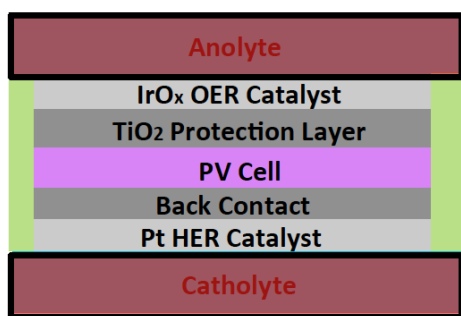 Anolyte
IrOx OER Catalyst
TiO2 Protection Layer
PV Cell
Back Contact
Pt HER Catalyst
Catholyte